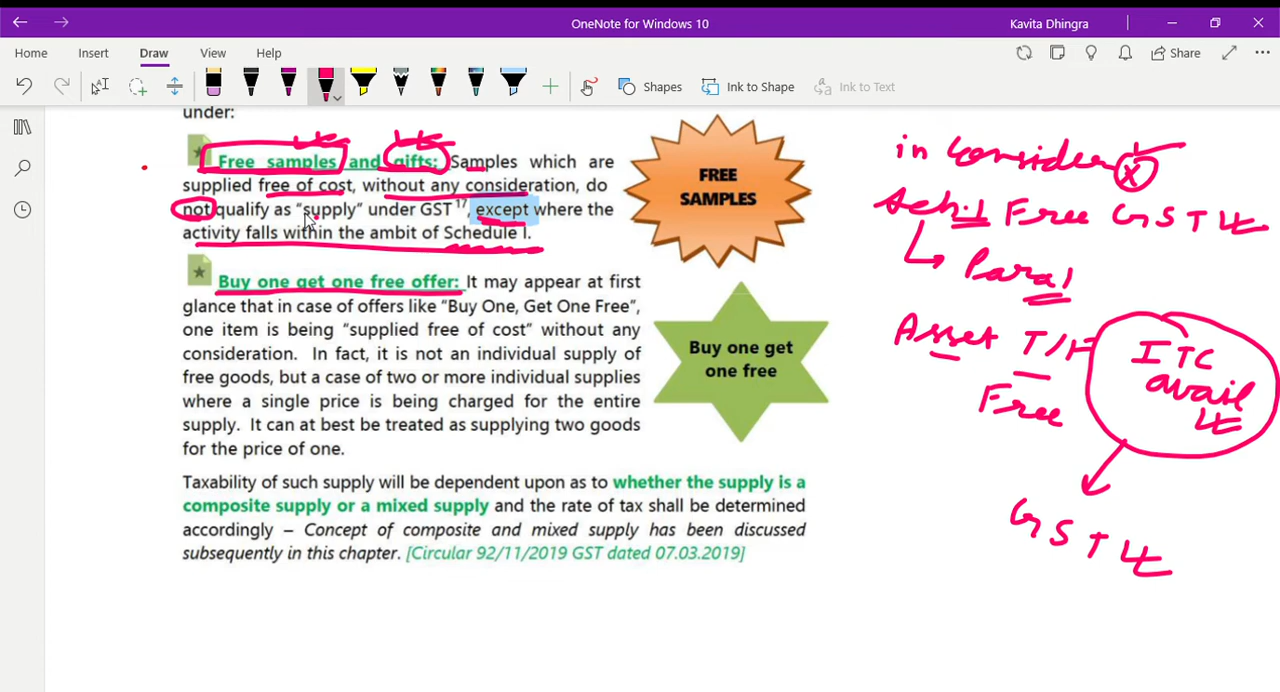 OneNote for Windows 10
Kavita Dhingra
Home Insert Draw View Help
Share
Shapes
Ink to Shape
Ink to Text
under:
Free samples and gifts: Samples which are
supplied free of cost, without any consideration, do
not qualify as “supply” under GST17, except where the
activity falls within the ambit of Schedule I.
FREE
SAMPLES
Buy one get one free offer: It may appear at first
glance that in case of offers like “Buy One, Get One Free”,
one item is being “supplied free of cost” without any
consideration. In fact, it is not an individual supply of
free goods, but a case of two or more individual supplies
where a single price is being charged for the entire
supply. It can at best be treated as supplying two goods
for the price of one.
Buy one get
one free
Taxability of such supply will be dependent upon as to whether the supply is a
composite supply or a mixed supply and the rate of tax shall be determined
accordingly – Concept of composite and mixed supply has been discussed
subsequently in this chapter. [Circular 92/11/2019 GST dated 07.03.2019]
in consider
Sch-1 Free GST
Para 1
Asset T/F
Free
ITC
avail
GST